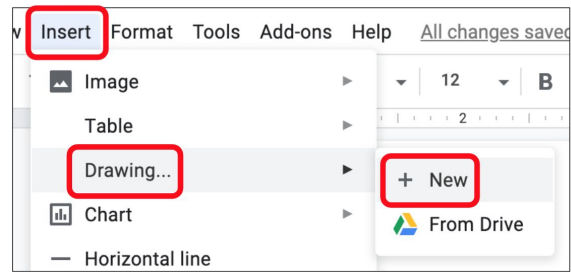 Insert Format Tools Add-ons Help All changes saved
Image 12 B
Table 2
Drawing...
+ New
Chart
From Drive
Horizontal line